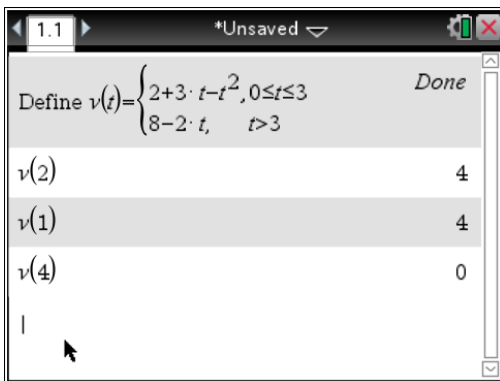 1.1 *Unsaved
Define v(t)={2+3·t−t², 0≤t≤3 Done
8−2·t, t>3
v(2) 4
v(1) 4
v(4) 0